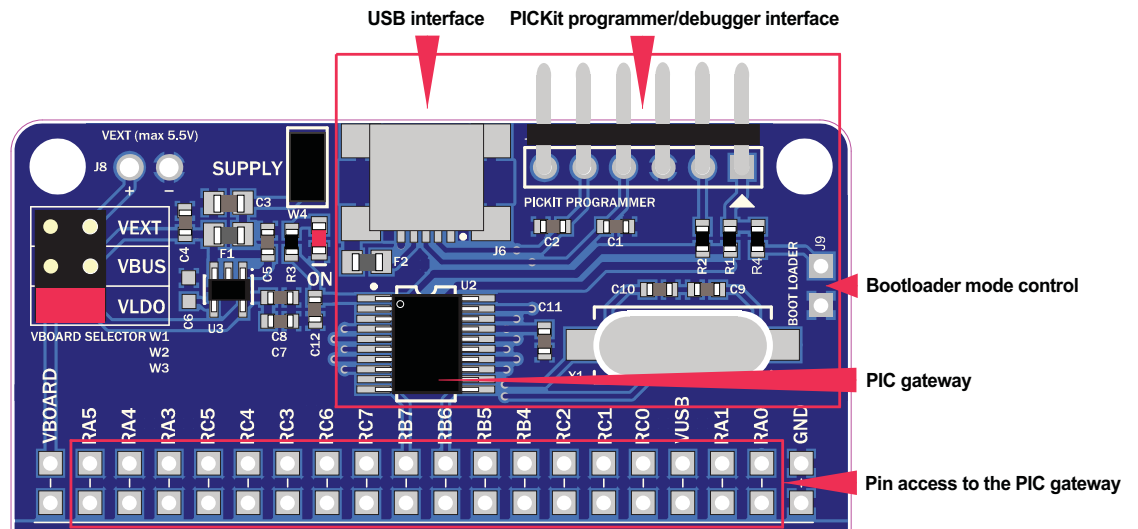 USB interface
PICKit programmer/debugger interface
VEXT (max 5.5V)
J8
+
–
SUPPLY
W4
C3
C4
F1
C5
R3
ON
F2
J6
PICKIT PROGRAMMER
C2
C1
R2
R1
R4
J9
BOOT LOADER
Bootloader mode control
VEXT
VBUS
VLDO
C6
U3
C8
C7
C12
U2
C11
C10
C9
X1
VBOARD SELECTOR W1
W2
W3
PIC gateway
VBOARD
RA5
RA4
RA3
RC5
RC4
RC3
RC6
RC7
RB7
RB6
RB5
RB4
RC2
RC1
RC0
VUSB
RA1
RA0
GND
Pin access to the PIC gateway